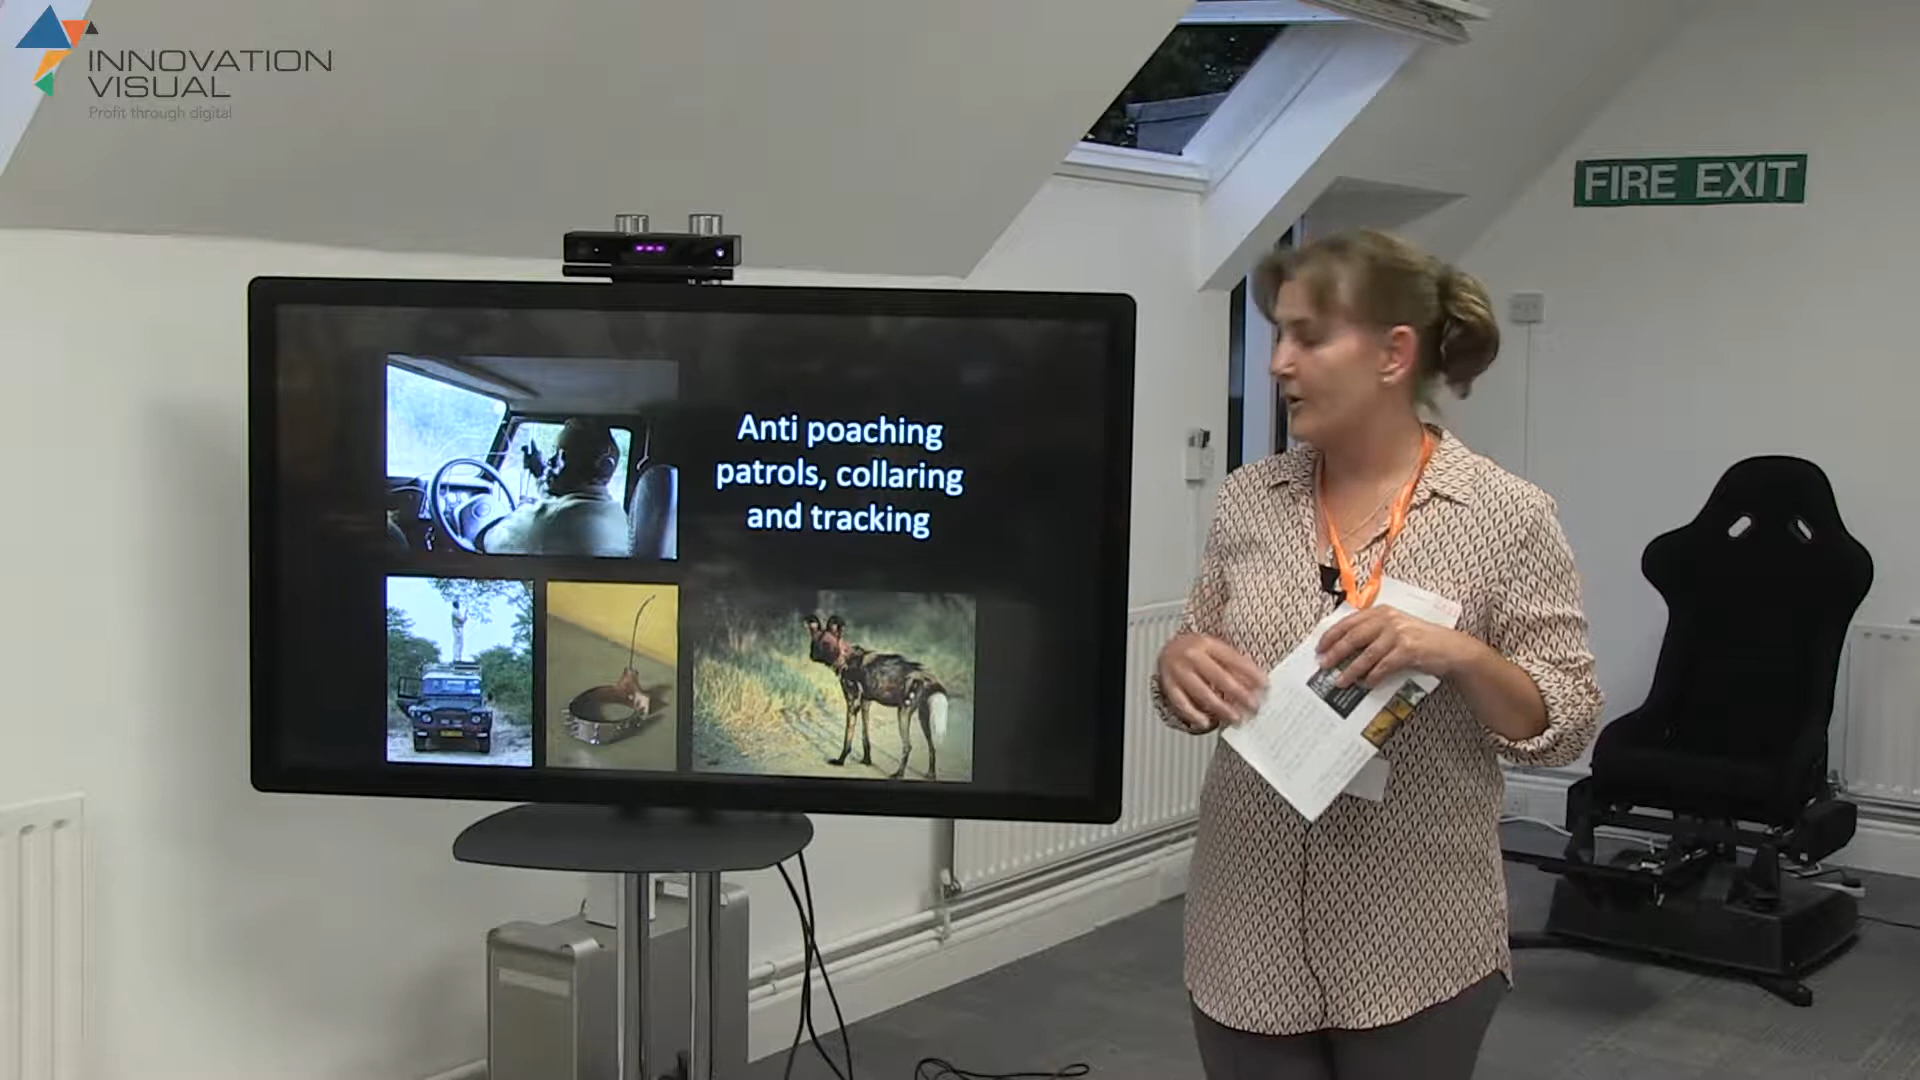 INNOVATION
VISUAL
Profit through digital
FIRE EXIT
Anti poaching
patrols, collaring
and tracking